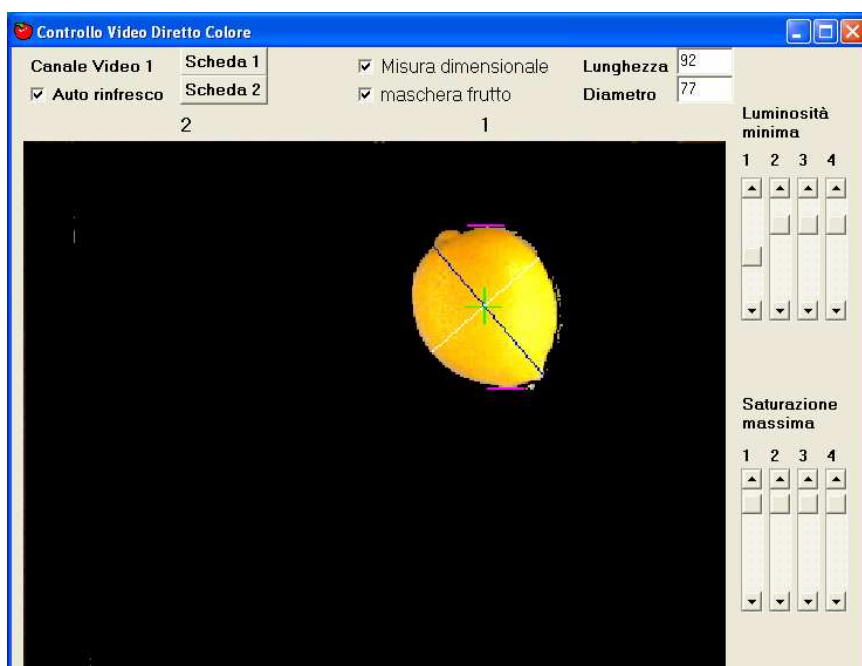 Controllo Video Diretto Colore
Canale Video 1
Scheda 1
Misura dimensionale
Lunghezza 92
Auto rinfresco
Scheda 2
maschera frutto
Diametro 77
2 1
Luminosità
minima
1 2 3 4
Saturazione
massima
1 2 3 4